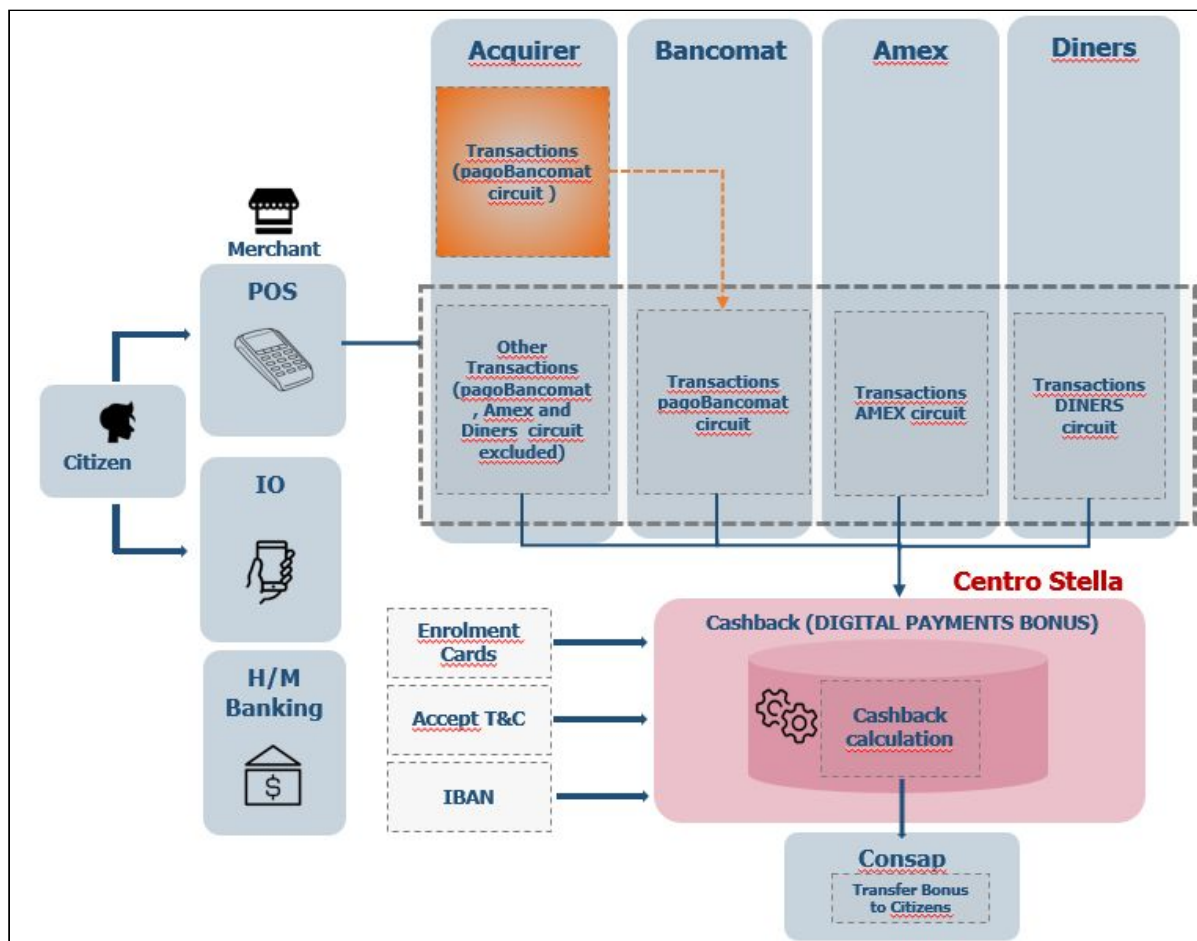 Acquirer
Bancomat
Amex
Diners
Transactions
(pagoBancomat
circuit )
Merchant
POS
Citizen
IO
H/M
Banking
$
Other
Transactions
(pagoBancomat
, Amex and
Diners circuit
excluded)
Transactions
pagoBancomat
circuit
Transactions
AMEX circuit
Transactions
DINERS
circuit
Centro Stella
Cashback (DIGITAL PAYMENTS BONUS)
Enrolment
Cards
Accept T&C
IBAN
Cashback
calculation
Consap
Transfer Bonus
to Citizens